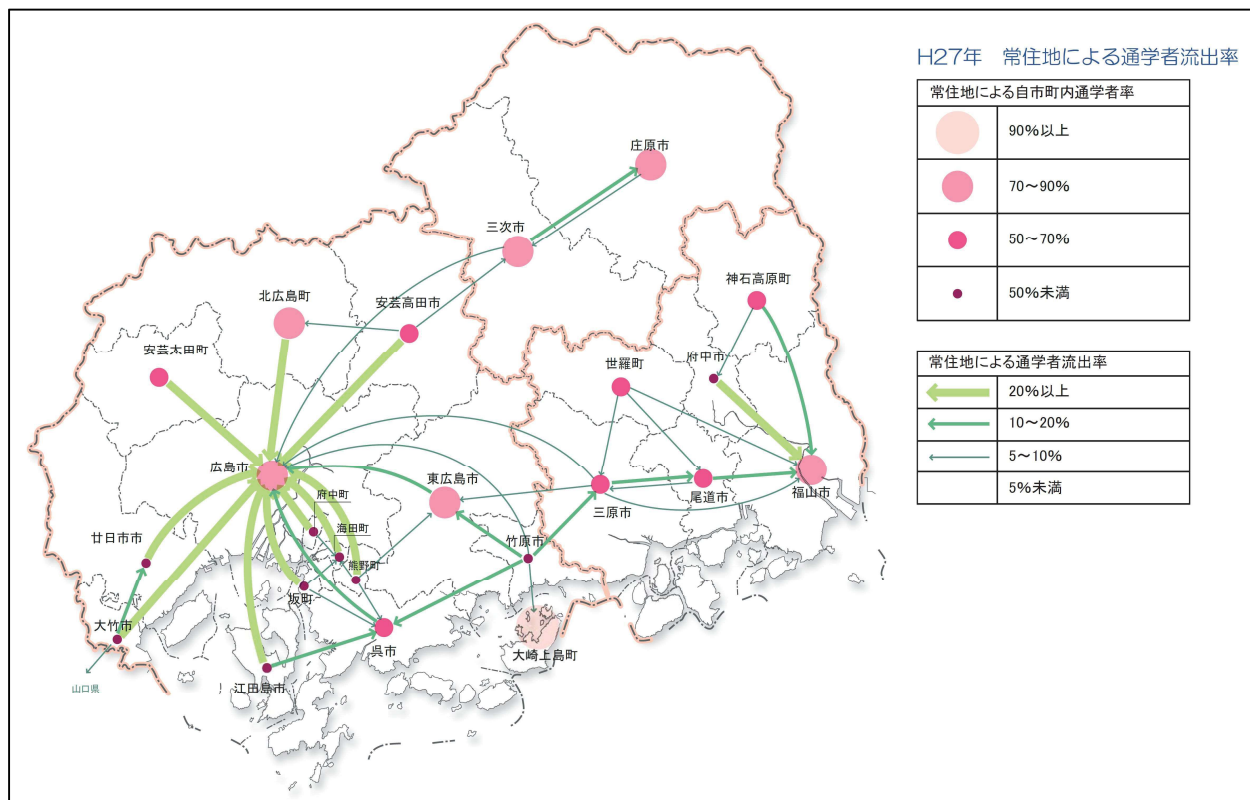 H27年 常住地による通学者流出率
常住地による自市町内通学者率
90%以上
70~90%
50~70%
50%未満
常住地による通学者流出率
20%以上
10~20%
5~10%
5%未満
庄原市
三次市
神石高原町
北広島町
安芸高田市
安芸太田町
世羅町
府中市
広島市
東広島市
府中町
三原市
尾道市
福山市
海田町
廿日市市
熊野町
竹原市
坂町
大竹市
呉市
大崎上島町
山口県
江田島市